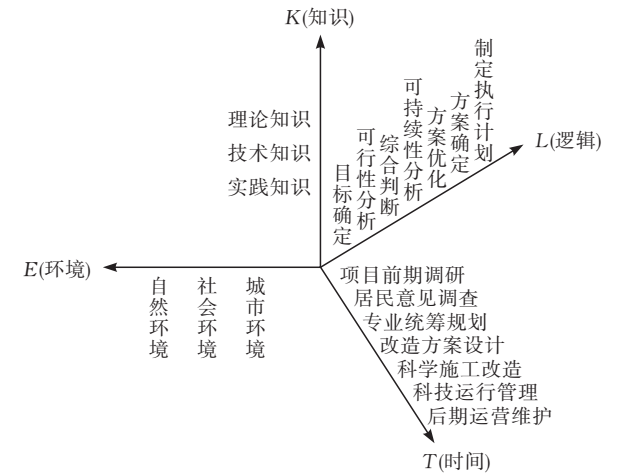 K(知识)
理论知识
技术知识
实践知识
目标确定
可行性分析
综合判断
可持续性分析
方案优化
方案确定
制定执行计划
L(逻辑)
E(环境)
自然环境
社会环境
城市环境
项目前期调研
居民意见调查
专业统筹规划
改造方案设计
科学施工改造
科技运行管理
后期运营维护
T(时间)